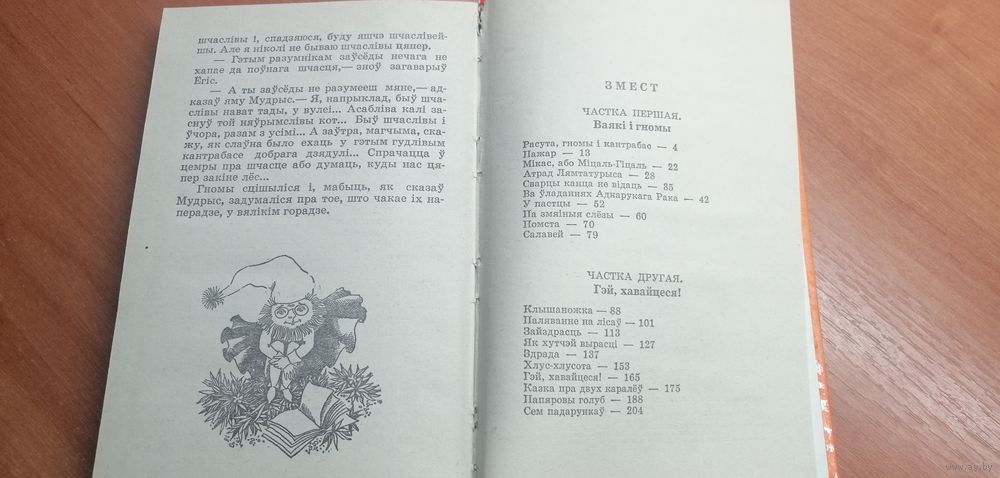 шчаслівы і, спадзяюся, буду яшчэ шчаслівей-
шы. Але я ніколі не бываю шчаслівы цяпер.
— Гэтым разумнікам заўсёды нечага не
хапае да поўнага шчасця,— зноў загаварыў
Ёгіс.
— А ты заўсёды не разумееш мяне,— ад-
казаў яму Мудрыс.— Я, напрыклад, быў шча-
слівы нават тады, у вулеі... Асабліва калі за-
снуў той няўрымслівы кот... Быў шчаслівы і
ўчора, разам з усімі... А заўтра, магчыма, ска-
жу, як слаўна было ехаць у гэтым гудлівым
кантрабасе добрага дзядулі... Спрачацца ў
цемры пра шчасце або думаць, куды нас ця-
пер закіне лёс...
Гномы сцішыліся і, мабыць, як сказаў
Мудрыс, задумаліся пра тое, што чакае іх на-
перадзе, у вялікім горадзе.
ЗМЕСТ
ЧАСТКА ПЕРШАЯ.
Ваякі і гномы
Расута, гномы і кантрабас — 4
Пажар — 13
Мікас, або Міцаль-Гіцаль — 22
Атрад Лямтатурыса — 28
Сварцы канца не відаць — 35
Ва ўладаннях Аднарукага Рака — 42
У пастцы — 52
Па змяіныя слёзы — 60
Помста — 70
Салавей — 79
ЧАСТКА ДРУГАЯ.
Гэй, хавайцеся!
Клышаножка — 88
Паляванне на лісаў — 101
Зайздрасць — 113
Як хутчэй вырасці — 127
Здрада — 137
Хлус-хлусота — 153
Гэй, хавайцеся! — 165
Казка пра двух каралёў — 175
Папяровы голуб — 188
Сем падарункаў — 204
www.ay.by